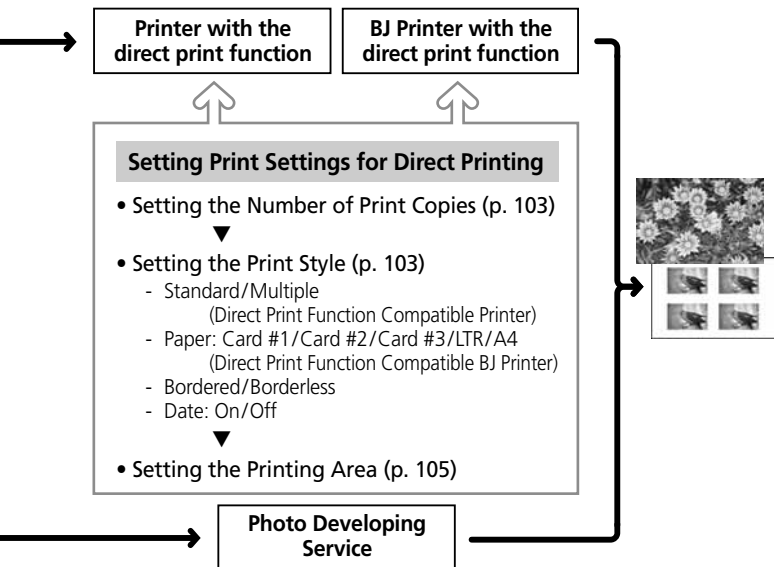 Printer with the
direct print function
BJ Printer with the
direct print function
Setting Print Settings for Direct Printing
• Setting the Number of Print Copies (p. 103)
▼
• Setting the Print Style (p. 103)
- Standard/Multiple
(Direct Print Function Compatible Printer)
- Paper: Card #1/Card #2/Card #3/LTR/A4
(Direct Print Function Compatible BJ Printer)
- Bordered/Borderless
- Date: On/Off
▼
• Setting the Printing Area (p. 105)
Photo Developing
Service